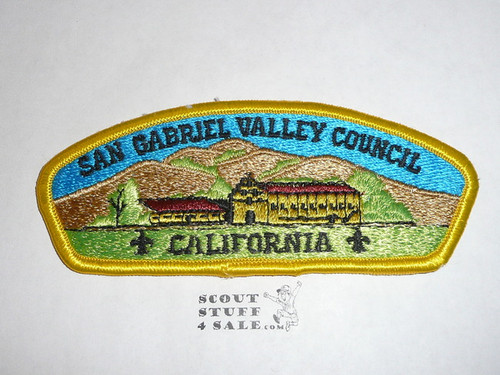 SAN GABRIEL VALLEY COUNCIL
CALIFORNIA
SCOUT
STUFF
4 SALE.COM